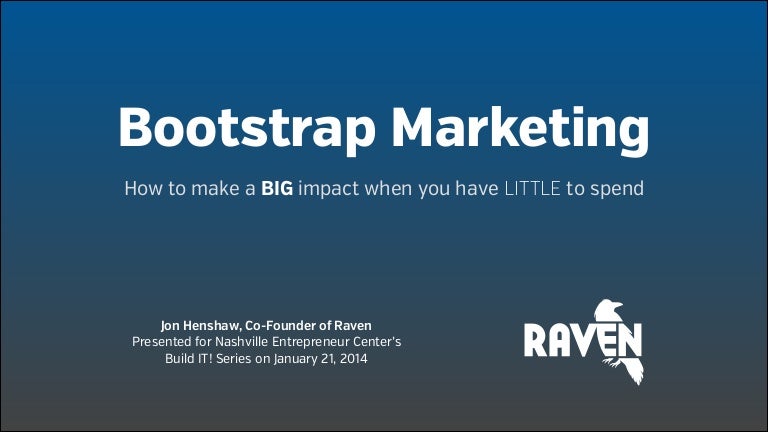 Bootstrap Marketing
How to make a BIG impact when you have LITTLE to spend
Jon Henshaw, Co-Founder of Raven
Presented for Nashville Entrepreneur Center's
Build IT! Series on January 21, 2014
RAVEN